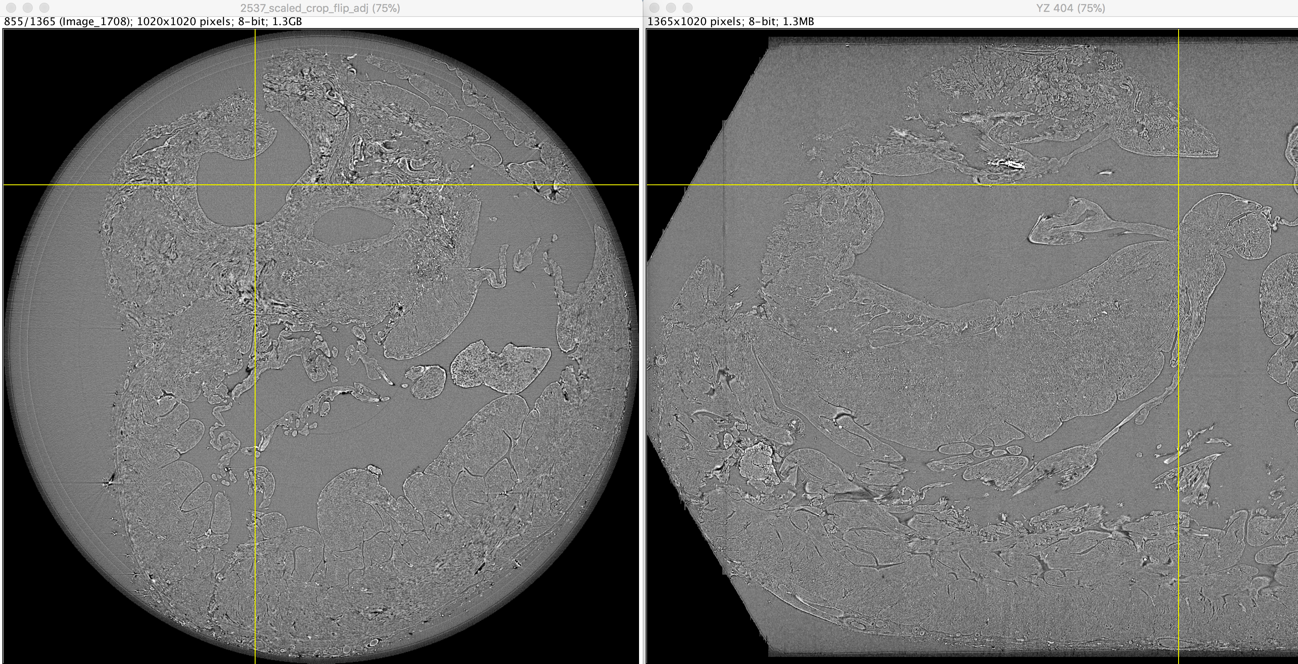 2537_scaled_crop_flip_adj (75%)
855/1365 (Image_1708); 1020x1020 pixels; 8-bit; 1.3GB
YZ 404 (75%)
1365x1020 pixels; 8-bit; 1.3MB